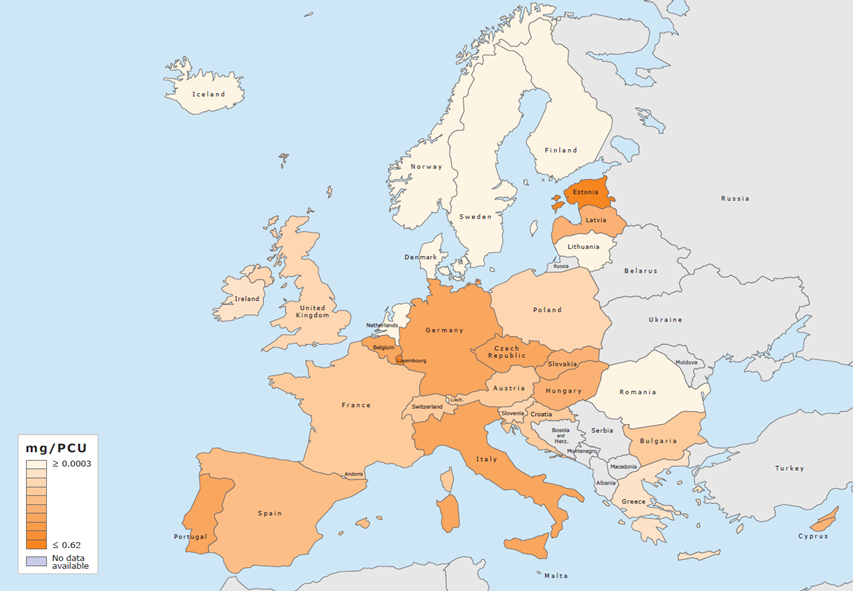 Iceland
Norway
Finland
Sweden
Russia
Estonia
Latvia
Lithuania
Denmark
Russia
Belarus
Ireland
United
Kingdom
Poland
Ukraine
Netherlands
Germany
Belgium
Luxembourg
Czech
Republic
Slovakia
Moldova
Austria
Hungary
Romania
France
Switzerland
Liech.
Slovenia
Croatia
Bosnia
and
Herz.
Serbia
Bulgaria
Montenegro
Italy
Macedonia
Albania
Turkey
Andorra
Spain
Greece
Portugal
Cyprus
Malta
mg/PCU
≥ 0.0003
≤ 0.62
No data
available